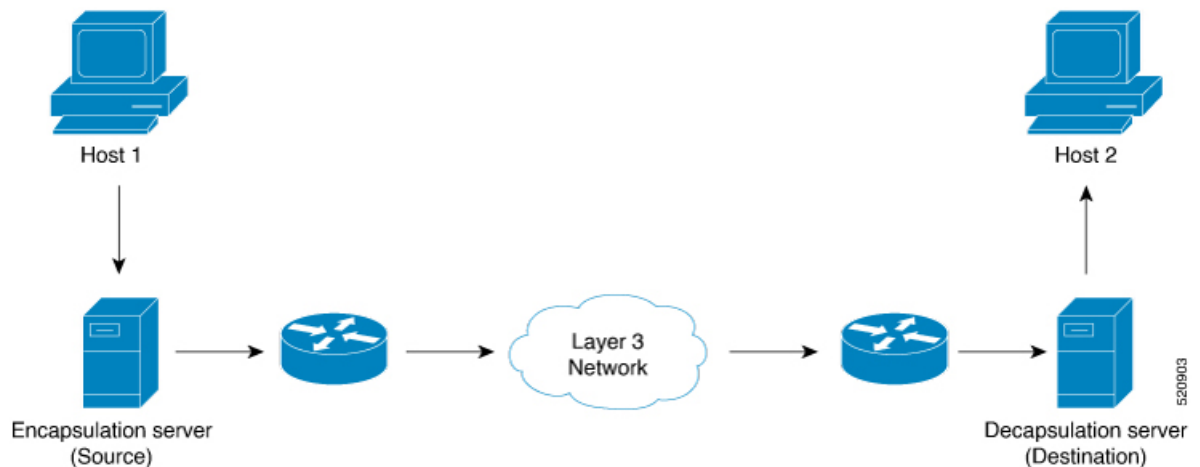 Host 1
Host 2
Layer 3
Network
520903
Encapsulation server
(Source)
Decapsulation server
(Destination)